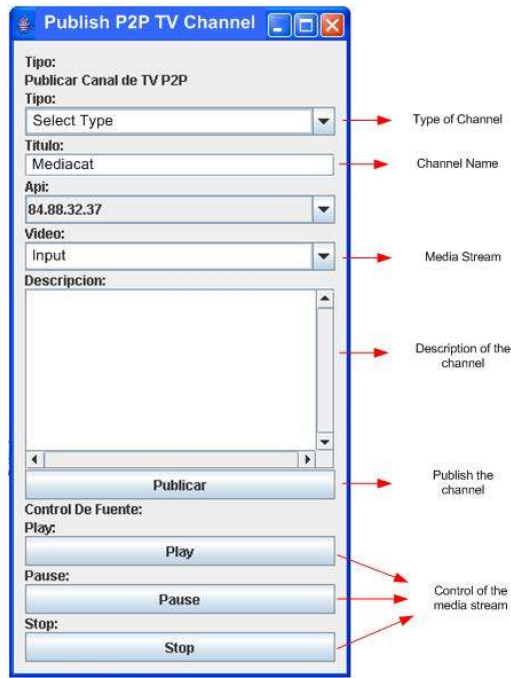 Publish P2P TV Channel
Tipo:
Publicar Canal de TV P2P
Tipo:
Select Type
Type of Channel
Titulo:
Mediacat
Channel Name
Api:
84.88.32.37
Video:
Input
Media Stream
Descripcion:
Description of the
channel
Publicar
Publish the
channel
Control De Fuente:
Play:
Play
Pause:
Pause
Control of the
media stream
Stop:
Stop